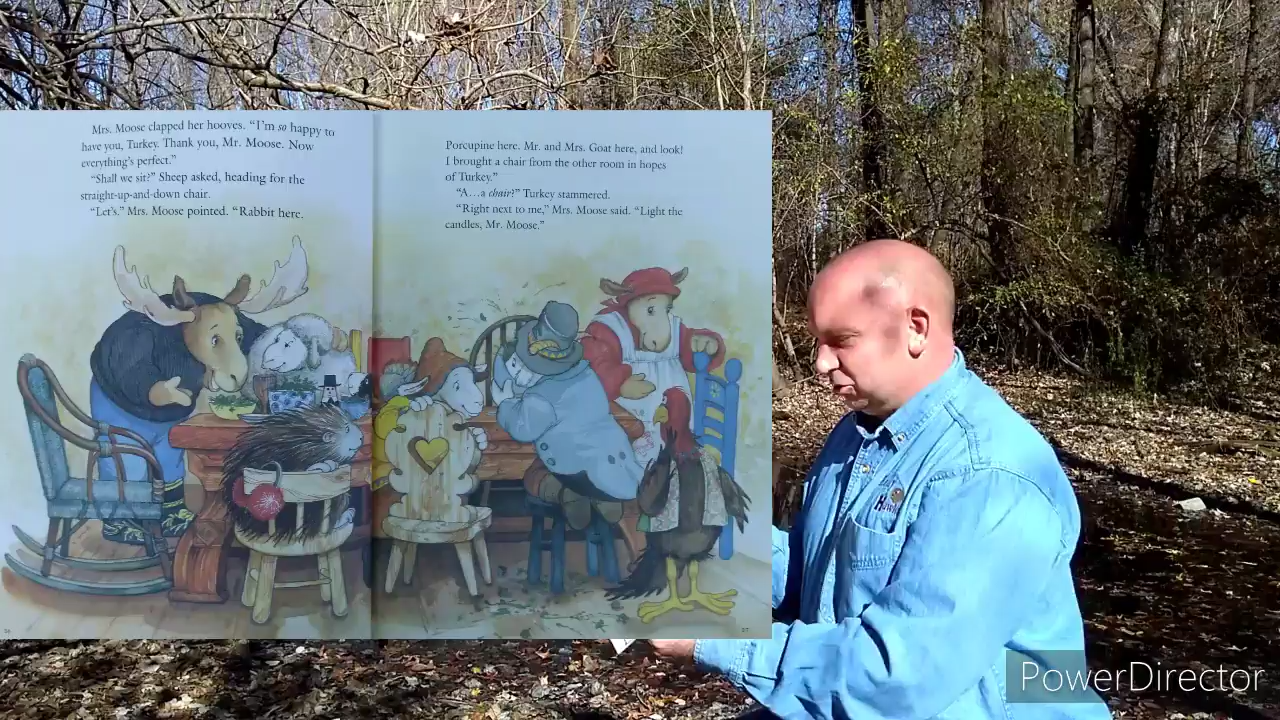 Mrs. Moose clapped her hooves. "I'm so happy to
have you, Turkey. Thank you, Mr. Moose. Now
everything's perfect."
"Shall we sit?" Sheep asked, heading for the
straight-up-and-down chair.
"Let's." Mrs. Moose pointed. "Rabbit here.
Porcupine here. Mr. and Mrs. Goat here, and look!
I brought a chair from the other room in hopes
of Turkey."
"A...a chair?" Turkey stammered.
"Right next to me," Mrs. Moose said. "Light the
candles, Mr. Moose."
PowerDirector